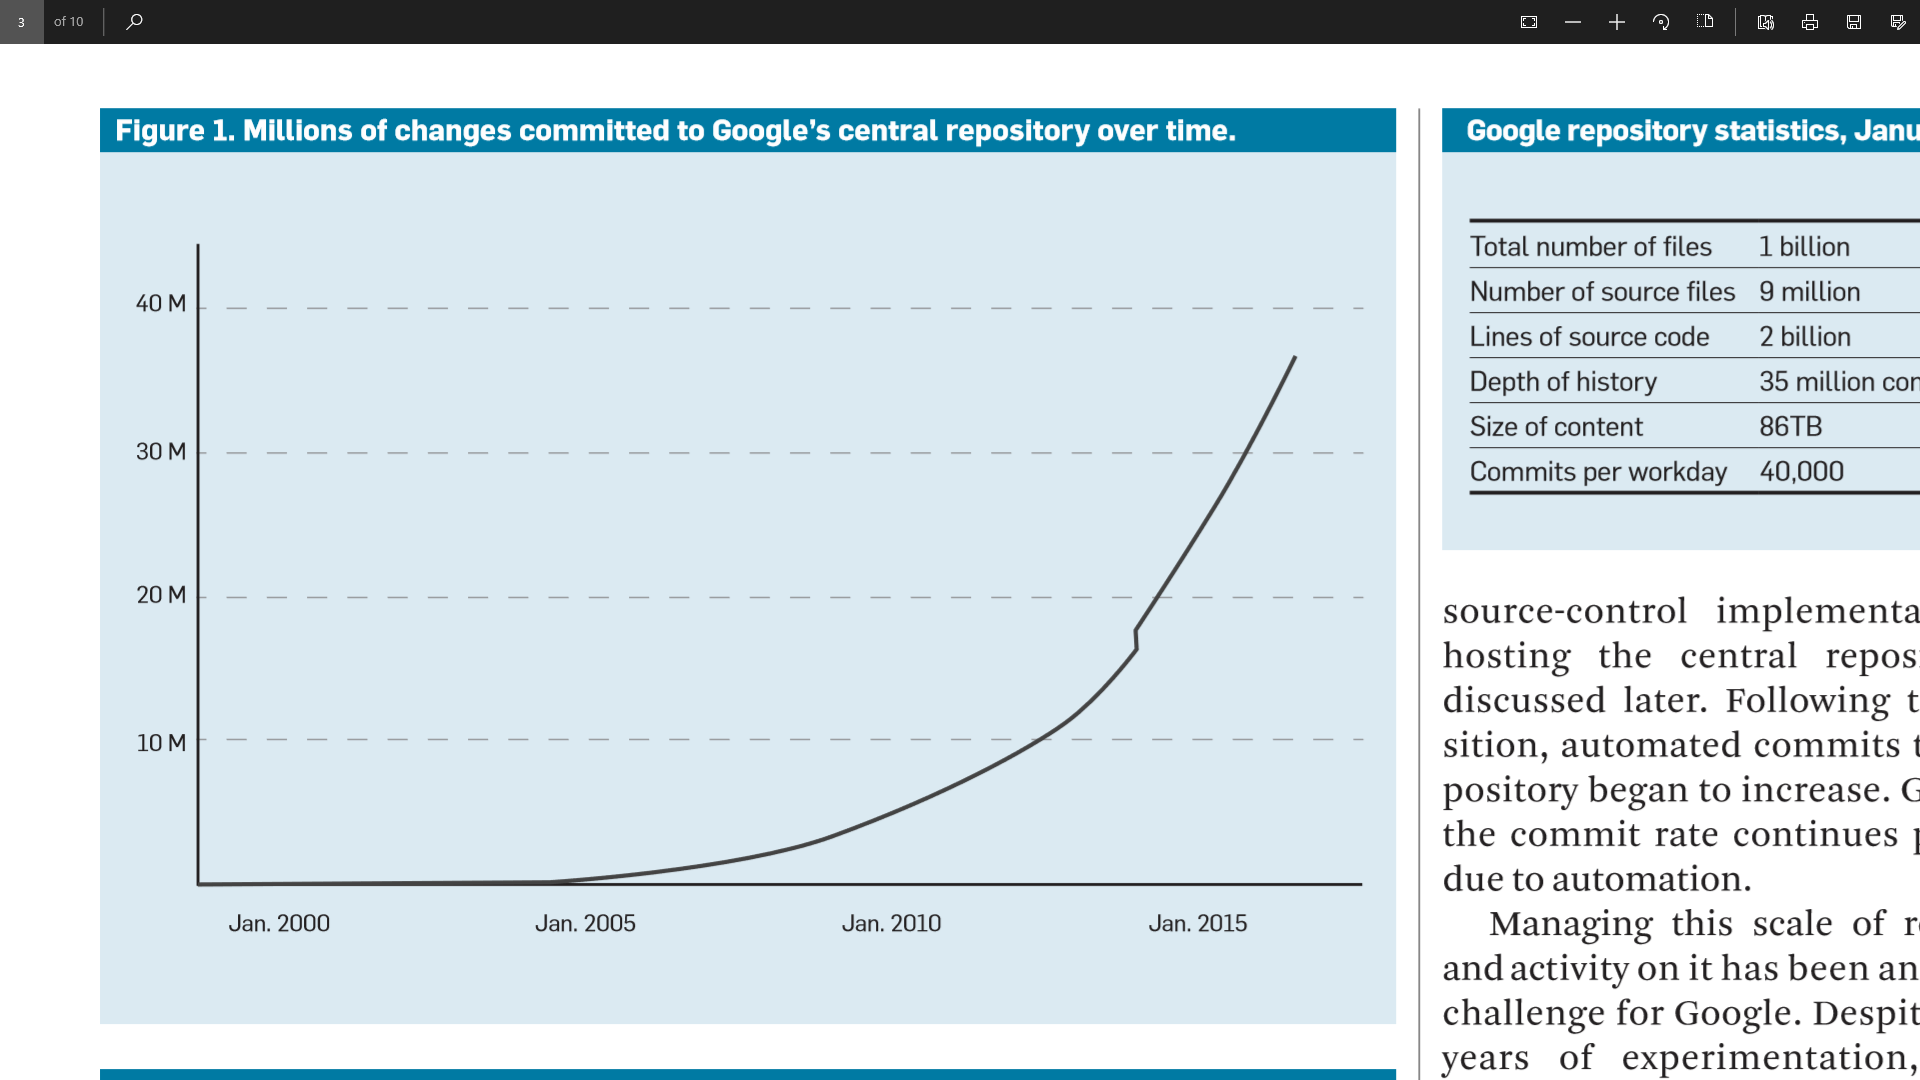 3 of 10
Figure 1. Millions of changes committed to Google's central repository over time.
40 M
30 M
20 M
10 M
Jan. 2000 Jan. 2005 Jan. 2010 Jan. 2015
Google repository statistics, Janu
Total number of files 1 billion
Number of source files 9 million
Lines of source code 2 billion
Depth of history 35 million con
Size of content 86TB
Commits per workday 40,000
source-control implementa
hosting the central reposi
discussed later. Following t
sition, automated commits t
pository began to increase. G
the commit rate continues p
due to automation.
Managing this scale of re
and activity on it has been an
challenge for Google. Despit
years of experimentation,